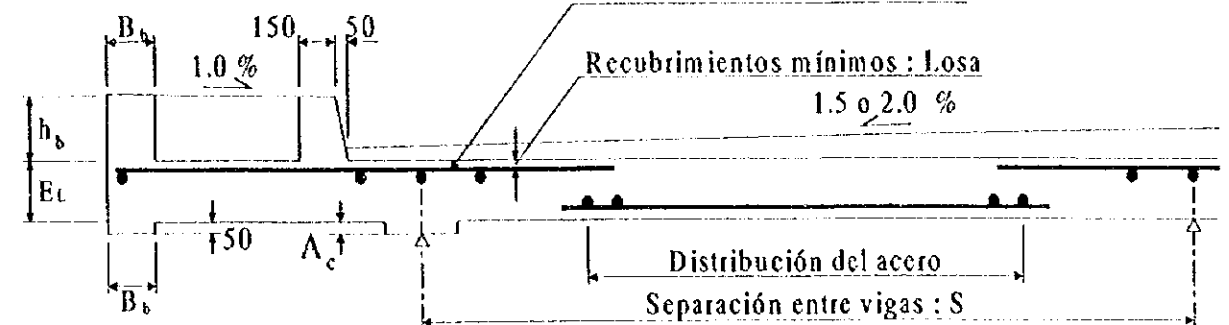 B_b 150 50
1.0 %
Recubrimientos mínimos : Losa
1.5 o 2.0 %
h_b
E_L
50
A_c
B_b
Distribución del acero
Separación entre vigas : S